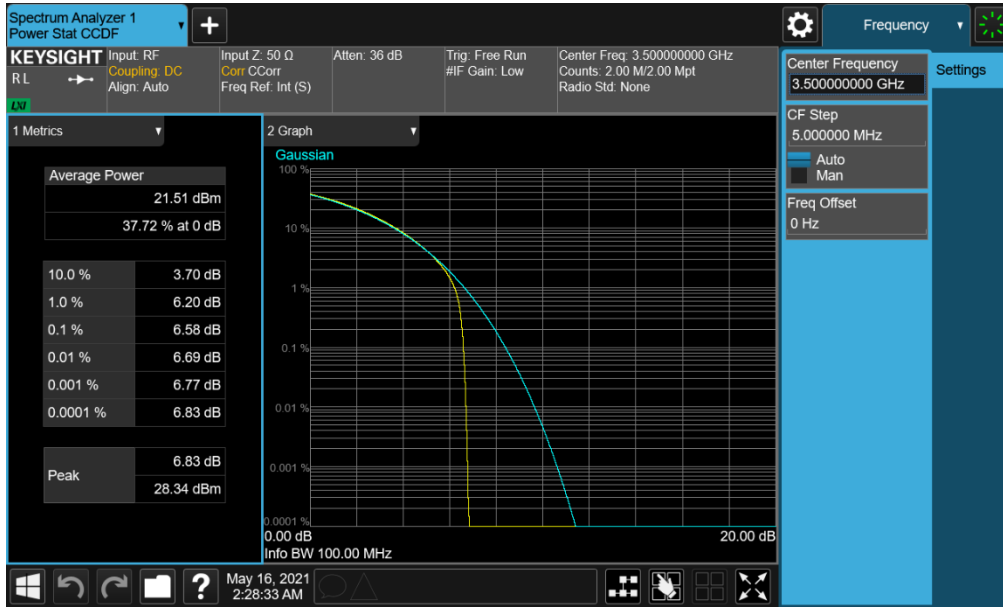 Spectrum Analyzer 1
Power Stat CCDF
Frequency
KEYSIGHT
R L
LXI
Input: RF
Coupling: DC
Align: Auto
Input Z: 50 Ω
Corr CCorr
Freq Ref: Int (S)
Atten: 36 dB
Trig: Free Run
#IF Gain: Low
Center Freq: 3.500000000 GHz
Counts: 2.00 M/2.00 Mpt
Radio Std: None
1 Metrics
Average Power
21.51 dBm
37.72 % at 0 dB
10.0 % 3.70 dB
1.0 % 6.20 dB
0.1 % 6.58 dB
0.01 % 6.69 dB
0.001 % 6.77 dB
0.0001 % 6.83 dB
Peak
6.83 dB
28.34 dBm
2 Graph
Gaussian
100 %
10 %
1 %
0.1 %
0.01 %
0.001 %
0.0001 %
0.00 dB 20.00 dB
Info BW 100.00 MHz
Center Frequency
3.500000000 GHz
CF Step
5.000000 MHz
Auto
Man
Freq Offset
0 Hz
Settings
?
May 16, 2021
2:28:33 AM